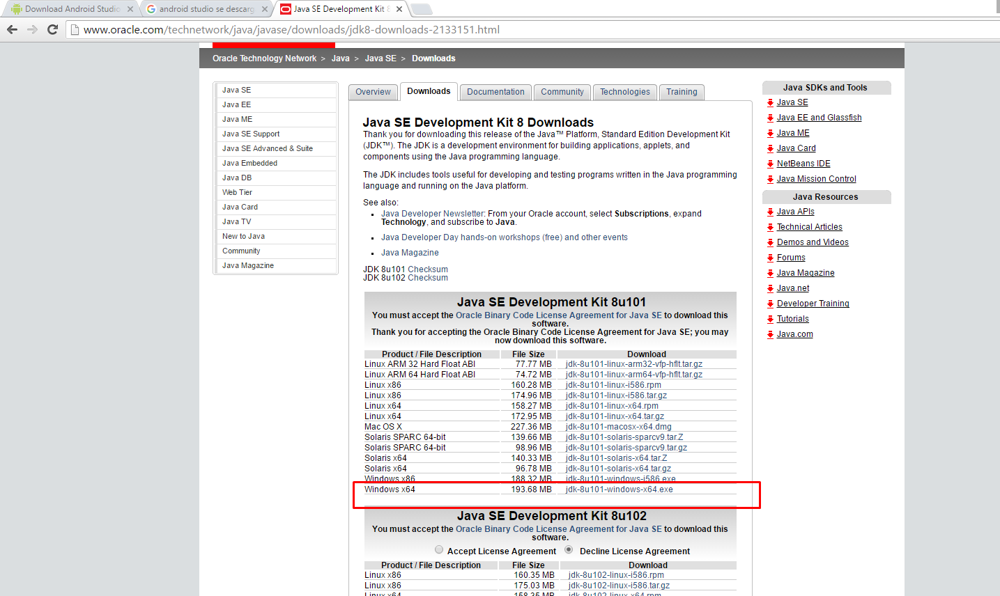 Download Android Studio
android studio se descarg
Java SE Development Kit 8
www.oracle.com/technetwork/java/javase/downloads/jdk8-downloads-2133151.html
Oracle Technology Network > Java > Java SE > Downloads
Java SE
Java EE
Java ME
Java SE Support
Java SE Advanced & Suite
Java Embedded
Java DB
Web Tier
Java Card
Java TV
New to Java
Community
Java Magazine
Overview
Downloads
Documentation
Community
Technologies
Training
Java SE Development Kit 8 Downloads
Thank you for downloading this release of the Java™ Platform, Standard Edition Development Kit
(JDK™). The JDK is a development environment for building applications, applets, and
components using the Java programming language.
The JDK includes tools useful for developing and testing programs written in the Java programming
language and running on the Java platform.
See also:
Java Developer Newsletter: From your Oracle account, select Subscriptions, expand
Technology, and subscribe to Java.
Java Developer Day hands-on workshops (free) and other events
Java Magazine
JDK 8u101 Checksum
JDK 8u102 Checksum
Java SE Development Kit 8u101
You must accept the Oracle Binary Code License Agreement for Java SE to download this
software.
Thank you for accepting the Oracle Binary Code License Agreement for Java SE; you may
now download this software.
Product / File Description File Size Download
Linux ARM 32 Hard Float ABI 77.77 MB jdk-8u101-linux-arm32-vfp-hflt.tar.gz
Linux ARM 64 Hard Float ABI 74.72 MB jdk-8u101-linux-arm64-vfp-hflt.tar.gz
Linux x86 160.28 MB jdk-8u101-linux-i586.rpm
Linux x86 174.96 MB jdk-8u101-linux-i586.tar.gz
Linux x64 158.27 MB jdk-8u101-linux-x64.rpm
Linux x64 172.95 MB jdk-8u101-linux-x64.tar.gz
Mac OS X 227.36 MB jdk-8u101-macosx-x64.dmg
Solaris SPARC 64-bit 139.66 MB jdk-8u101-solaris-sparcv9.tar.Z
Solaris SPARC 64-bit 98.96 MB jdk-8u101-solaris-sparcv9.tar.gz
Solaris x64 140.33 MB jdk-8u101-solaris-x64.tar.Z
Solaris x64 96.78 MB jdk-8u101-solaris-x64.tar.gz
Windows x86 188.32 MB jdk-8u101-windows-i586.exe
Windows x64 193.68 MB jdk-8u101-windows-x64.exe
Java SE Development Kit 8u102
You must accept the Oracle Binary Code License Agreement for Java SE to download this
software.
Accept License Agreement Decline License Agreement
Product / File Description File Size Download
Linux x86 160.35 MB jdk-8u102-linux-i586.rpm
Linux x86 175.03 MB jdk-8u102-linux-i586.tar.gz
Linux x64 158.35 MB jdk-8u102-linux-x64.rpm
Java SDKs and Tools
Java SE
Java EE and Glassfish
Java ME
Java Card
NetBeans IDE
Java Mission Control
Java Resources
Java APIs
Technical Articles
Demos and Videos
Forums
Java Magazine
Java.net
Developer Training
Tutorials
Java.com